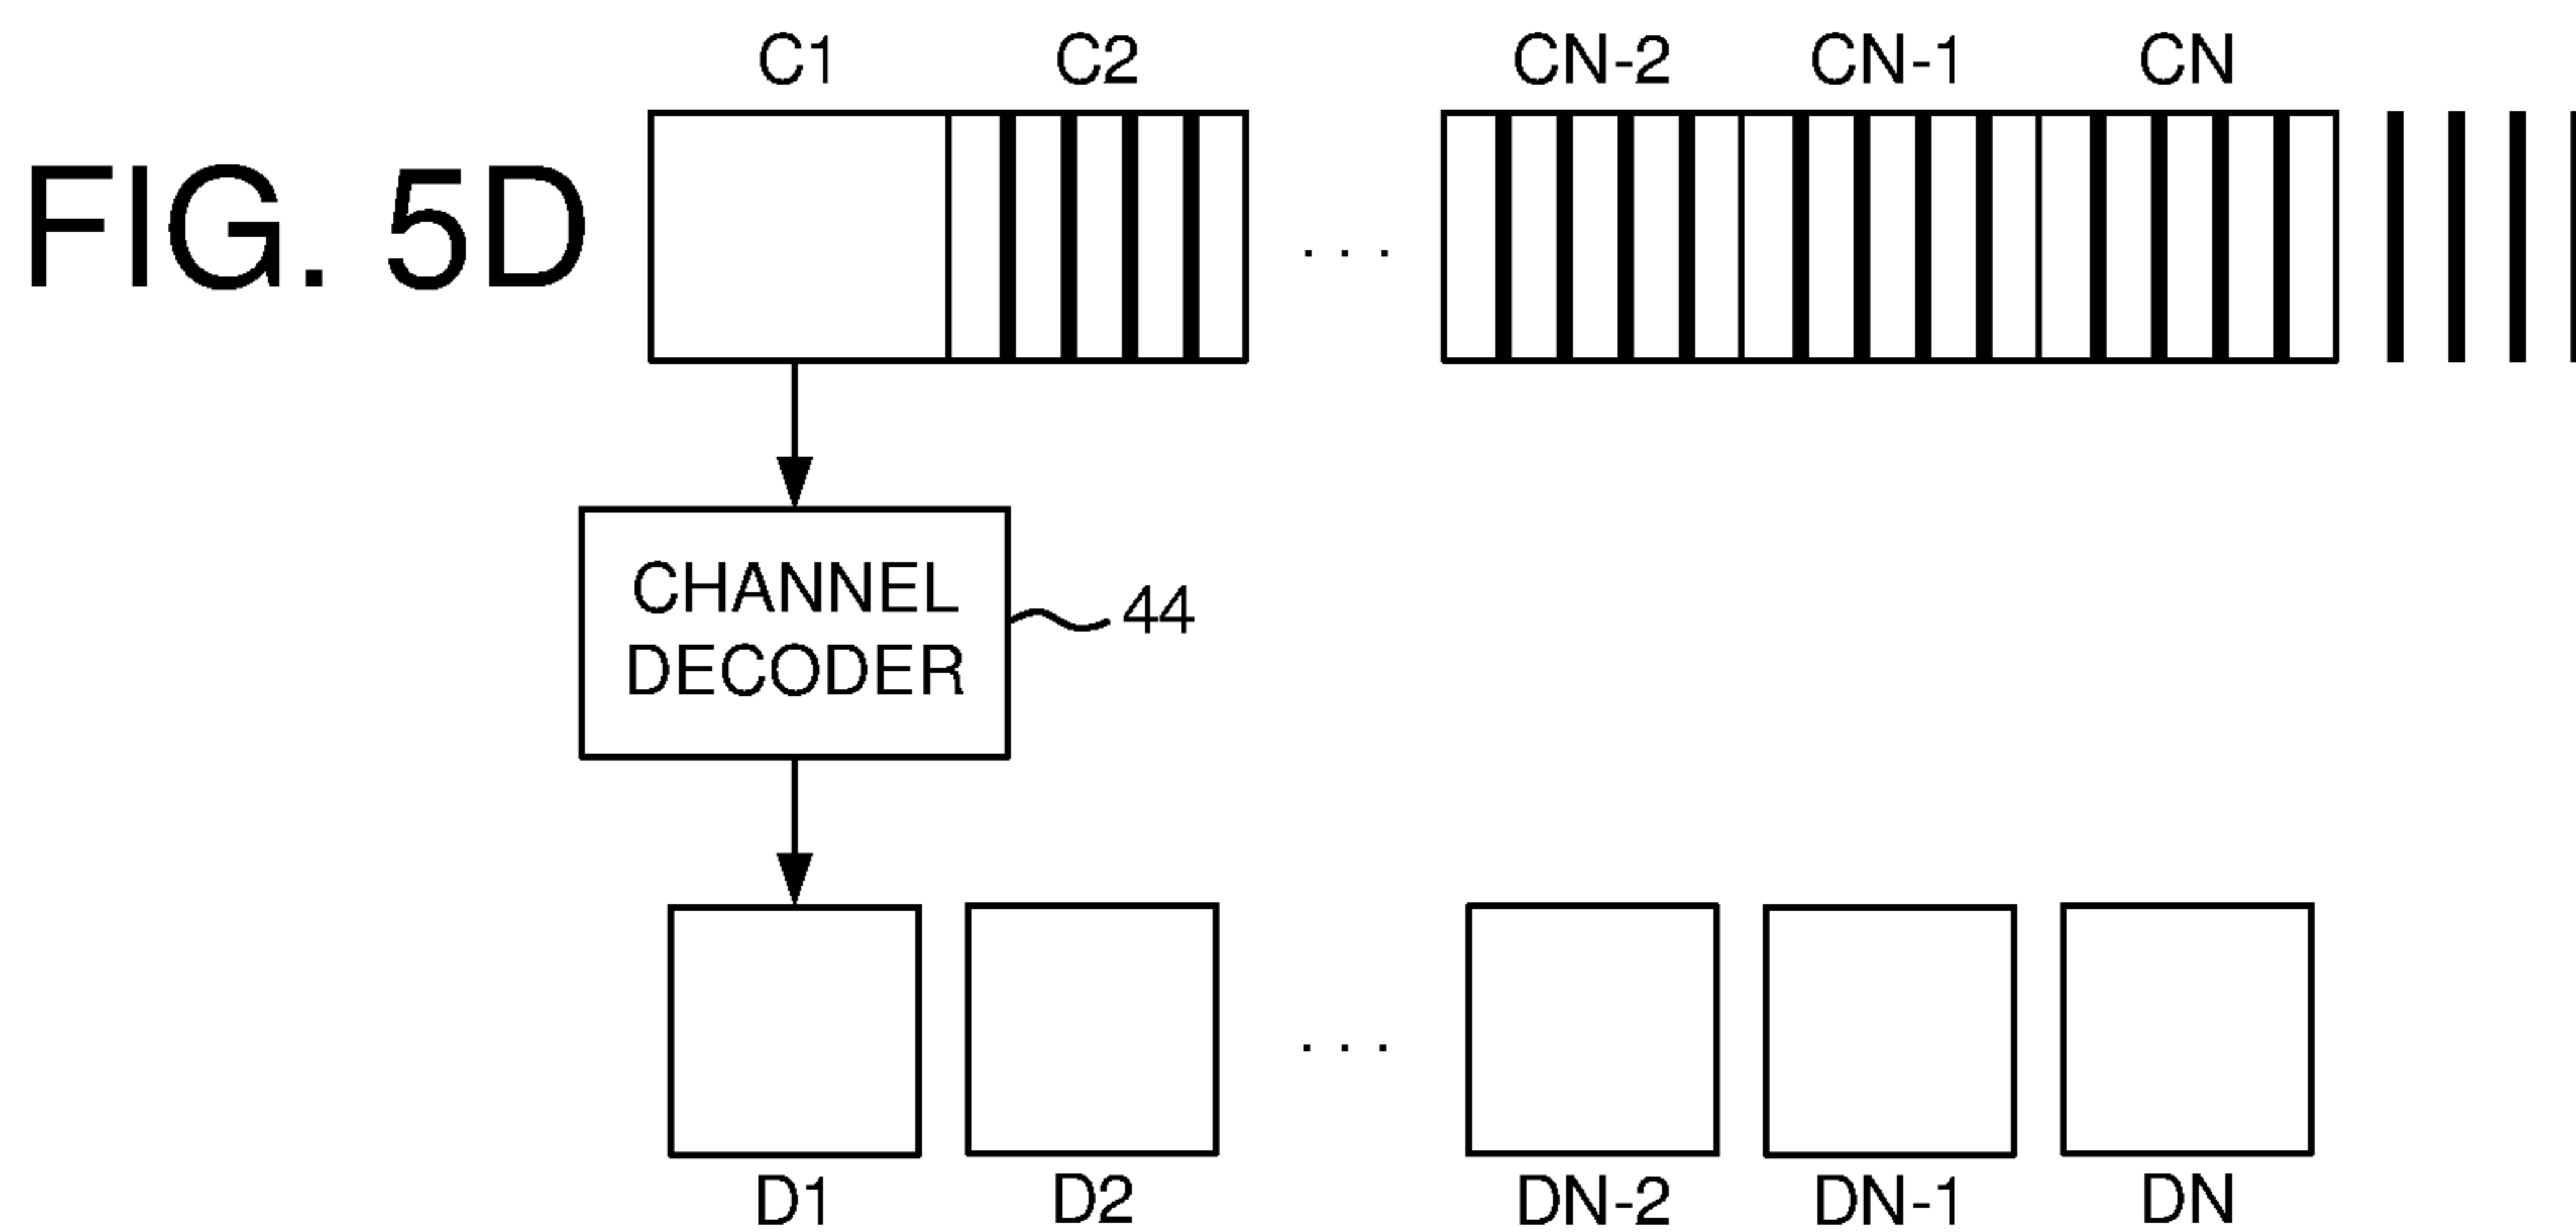 C1 C2 CN-2 CN-1 CN
FIG. 5D
. . .
CHANNEL
DECODER
44
. . .
D1 D2 DN-2 DN-1 DN